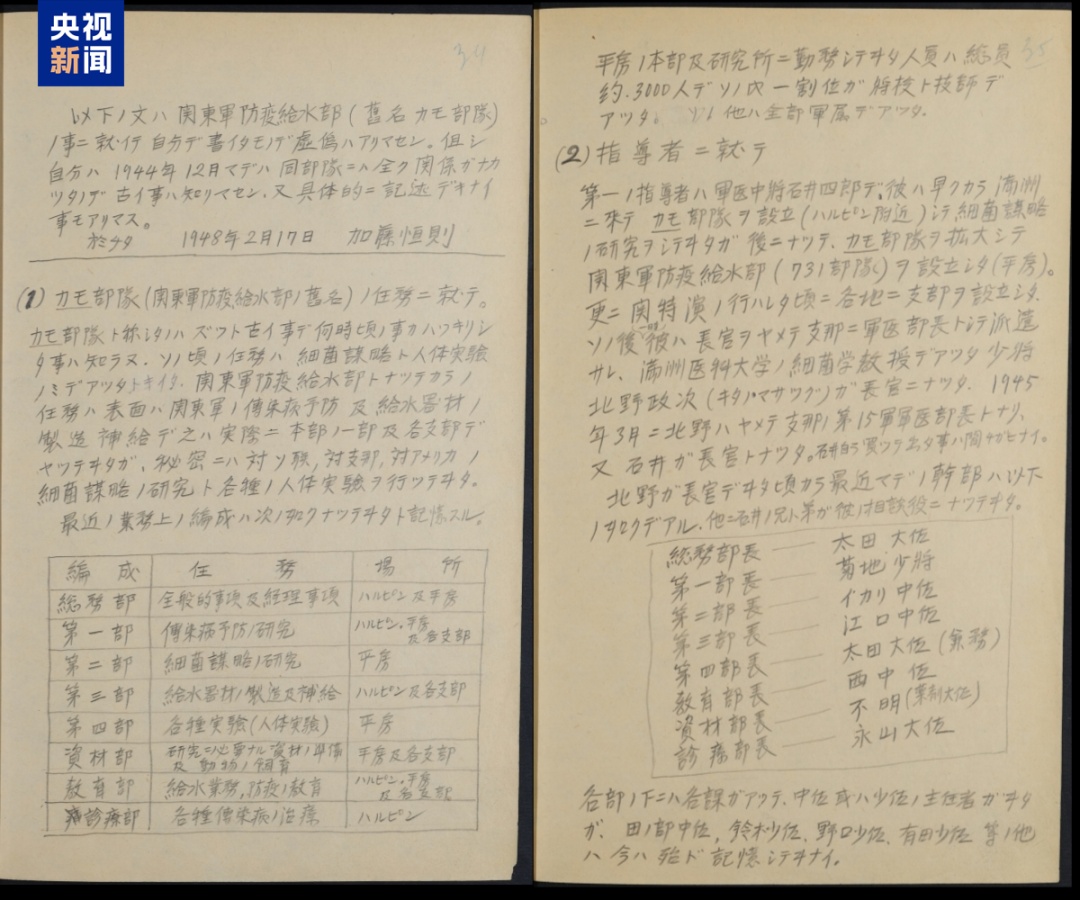 央视
新闻
34
以下ノ文ハ関東軍防疫給水部(舊名カモ部隊)
ノ事ニ就イテ自分デ書イタモノデ虚偽ハアリマセン。但シ
自分ハ1944年12月マデハ同部隊ニハ全ク関係ガナカ
ツタノデ古イ事ハ知リマセン.又具体的ニ記述デキナイ
事モアリマス。
於チタ 1948年2月17日 加藤恒則
(1) カモ部隊(関東軍防疫給水部ノ舊名)ノ任務ニ就テ。
カモ部隊ト称シタノハズツト古イ事デ何時頃ノ事カハツキリシ
タ事ハ知ラヌ.ソノ頃ノ任務ハ細菌謀略ト人体実験
ノミデアツタトキイタ.関東軍防疫給水部トナツテカラノ
任務ハ表面ハ関東軍ノ傳染病予防及給水器材ノ
製造補給デ之ハ実際ニ本部ノ一部及各支部デ
ヤツテヰタガ、秘密ニハ対ソ聯,対支那,対アメリカノ
細菌謀略ノ研究ト各種ノ人体実験ヲ行ツテヰタ。
最近ノ業務上ノ編成ハ次ノ如クナツテヰタト記憶スル。
編成 任務 場所
総務部 全般的事項及経理事項 ハルピン及平房
第一部 傳染病予防ノ研究 ハルピン.平房及各支部
第二部 細菌謀略ノ研究 平房
第三部 給水器材ノ製造及補給 ハルピン及各支部
第四部 各種実験(人体実験) 平房
資材部 研究ニ必要ナル資材ノ準備及動物ノ飼育 平房及各支部
教育部 給水業務,防疫ノ教育 ハルピン.平房及各支部
診療部 各種傳染病ノ治療 ハルピン
35
平房ノ本部及研究所ニ勤務シテヰタ人員ハ総員
約.3000人デソノ内一割位ガ将校ト技師デ
アツタ。ソノ他ハ全部軍属デアツタ.
(2) 指導者ニ就テ
第一ノ指導者ハ軍医中将石井四郎デ、彼ハ早クカラ満洲
ニ来テカモ部隊ヲ設立(ハルピン附近)シテ細菌謀略
ノ研究ヲシテヰタガ後ニナツテ、カモ部隊ヲ拡大シテ
関東軍防疫給水部(731部隊)ヲ設立シタ(平房)。
更ニ関特演ノ行ハレタ頃ニ各地ニ支部ヲ設立シタ.
ソノ後彼ハ長官ヲヤメテ支那ニ軍医部長トシテ派遣
サレ、満洲医科大学ノ細菌学教授デアツタ少将
北野政次(キタノマサツグ)ガ長官ニナツタ.1945
年3月ニ北野ハヤメテ支那ノ第15軍軍医部長トナリ、
又石井ガ長官トナツタ。
北野ガ長官デヰタ頃カラ最近マデノ幹部ハ以下
ノ如クデアル.他ニ石井ノ兄ト弟ガ彼ノ相談役ニナツテヰタ。
総務部長 太田大佐
第一部長 菊地少将
第二部長 イカリ中佐
第三部長 江口中佐
第四部長 太田大佐(兼務)
教育部長 西中佐
資材部長 不明(薬剤大佐)
診療部長 永山大佐
各部ノ下ニハ各課ガアツテ、中佐或ハ少佐ノ主任者ガヰタ
ガ、田ノ部中佐,鈴木少佐、野口少佐、有田少佐等ノ他
ハ今ハ殆ド記憶シテヰナイ。